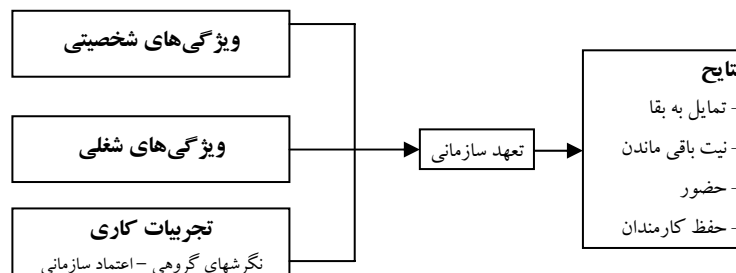 ویژگی‌های شخصیتی
ویژگی‌های شغلی
تجربیات کاری
نگرشهای گروهی – اعتماد سازمانی
تعهد سازمانی
تایح
- تمایل به بقا
- نیت باقی ماندن
- حضور
- حفظ کارمندان